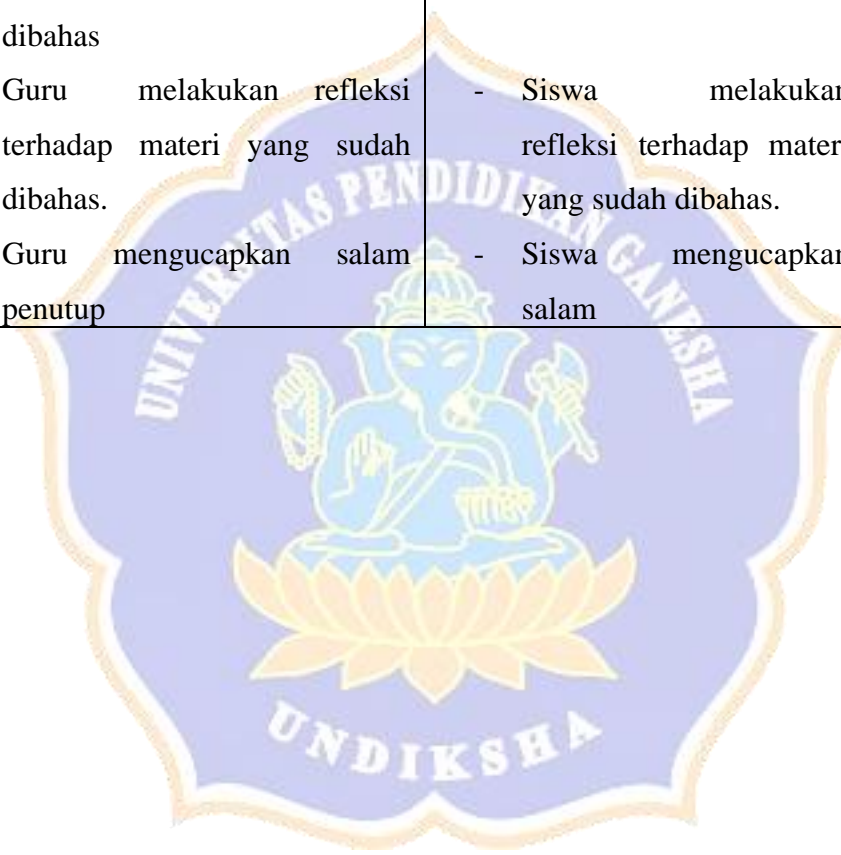 dibahas
Guru melakukan refleksi
terhadap materi yang sudah
dibahas.
Guru mengucapkan salam
penutup
- Siswa melakukan
refleksi terhadap materi
yang sudah dibahas.
- Siswa mengucapkan
salam
UNIVERSITAS PENDIDIKAN GANESHA
UNDIKSHA